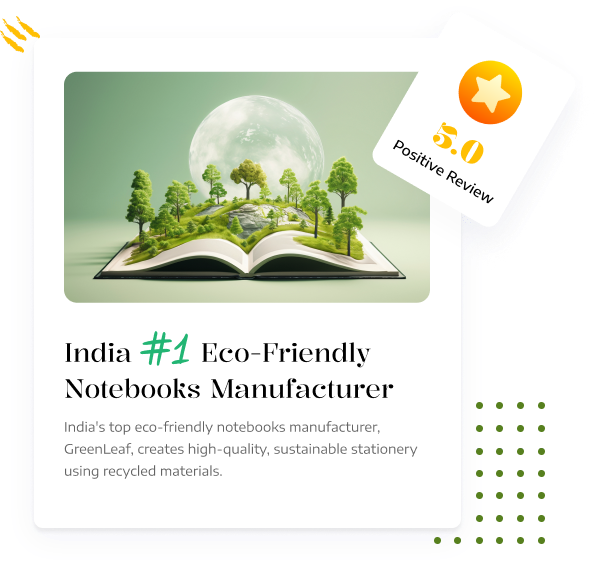 5.0
Positive Review
India #1 Eco-Friendly
Notebooks Manufacturer
India's top eco-friendly notebooks manufacturer,
GreenLeaf, creates high-quality, sustainable stationery
using recycled materials.